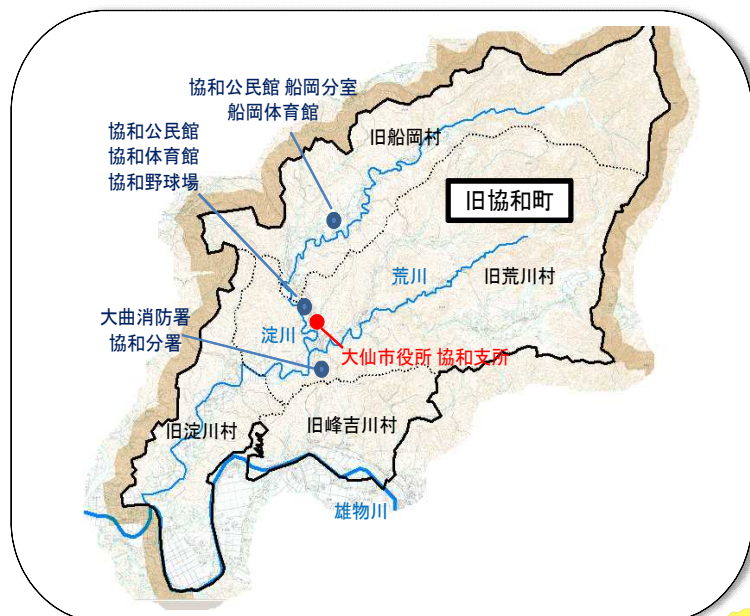 協和公民館 船岡分室
船岡体育館
協和公民館
協和体育館
協和野球場
旧船岡村
旧協和町
荒川
旧荒川村
大曲消防署
協和分署
淀川
大仙市役所 協和支所
旧淀川村
旧峰吉川村
雄物川